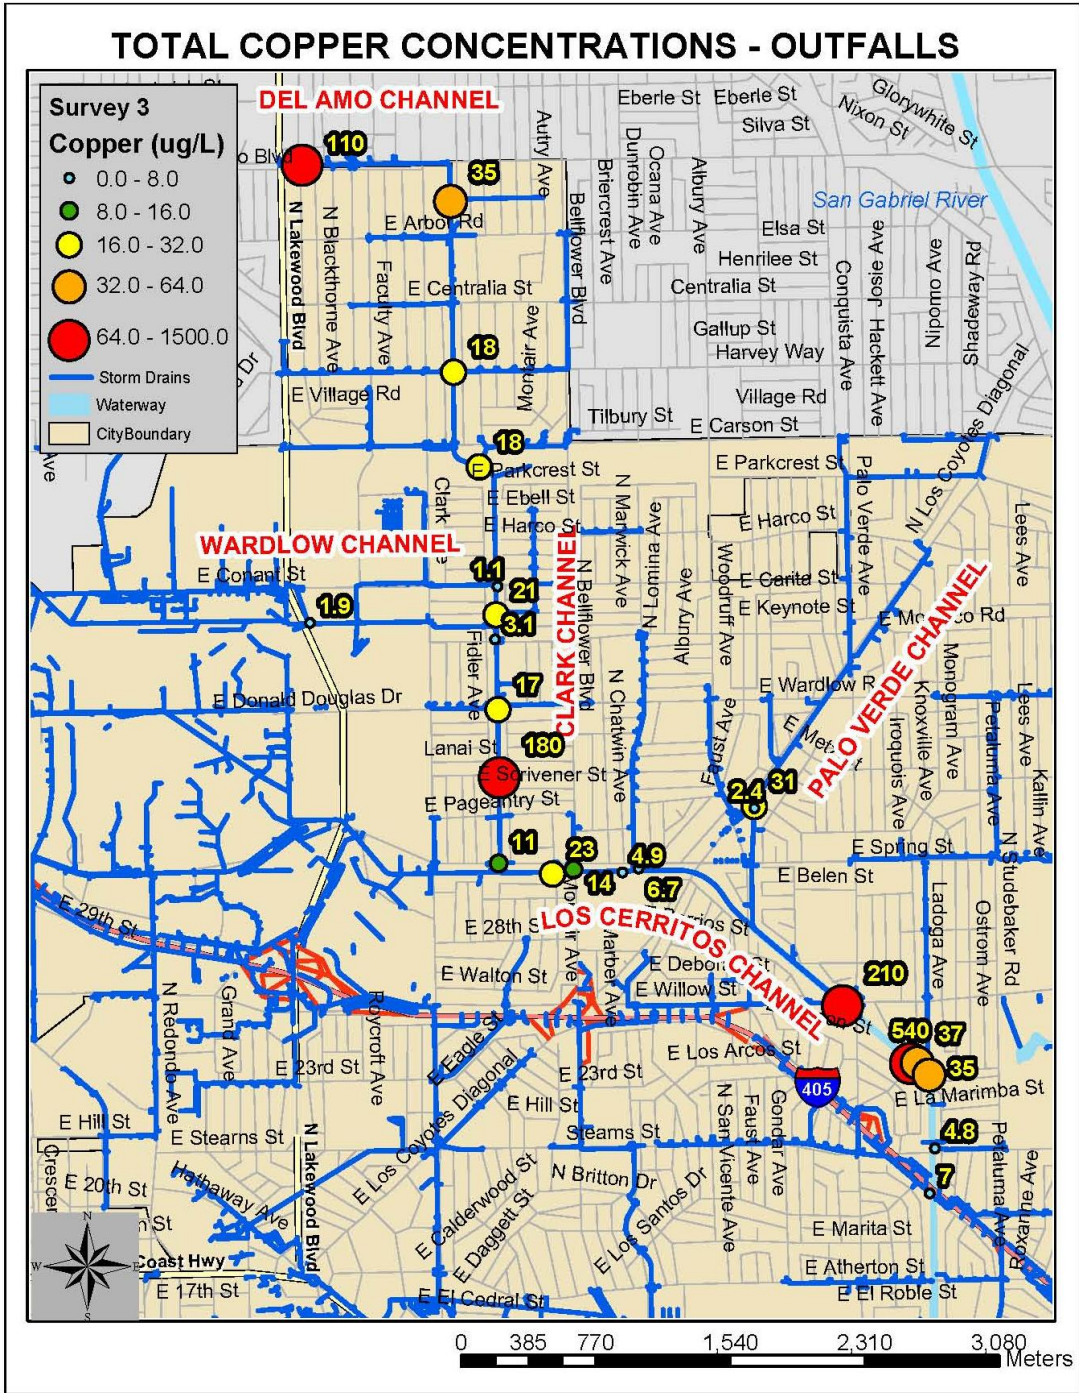 TOTAL COPPER CONCENTRATIONS - OUTFALLS
Survey 3
Copper (ug/L)
0.0 - 8.0
8.0 - 16.0
16.0 - 32.0
32.0 - 64.0
64.0 - 1500.0
Storm Drains
Waterway
CityBoundary
DEL AMO CHANNEL
110
35
Eberle St
Eberle St
Silva St
Nixon St
Glorywhite St
San Gabriel River
Autry Ave
Bellflower Blvd
Briercrest Ave
Dunrobin Ave
Ocana Ave
Albury Ave
E Arbor Rd
N Lakewood Blvd
N Blackthorne Ave
Faculty Ave
E Centralia St
Elsa St
Henrilee St
Centralia St
Gallup St
Harvey Way
Conquista Ave
Josie Ave
Hackett Ave
Nipomo Ave
Shadeway Rd
18
Montair Ave
E Village Rd
Village Rd
Tilbury St
E Carson St
18
E Parkcrest St
E Parkcrest St
Ave
Clark
E Ebell St
E Harco St
E Harco St
N Marwick Ave
N Lomina Ave
Palo Verde Ave
N Los Coyotes Diagonal
Lees Ave
WARDLOW CHANNEL
E Conant St
1.1
21
1.9
3.1
CLARK CHANNEL
N Bellflower Blvd
Albury Ave
Woodruff Ave
E Carita St
E Keynote St
PALO VERDE CHANNEL
Fidler Ave
E Donald Douglas Dr
17
N Chatwin Ave
E Wardlow R
Faust Ave
Knoxville Ave
Monogram Ave
Iroquois Ave
Petaluma Ave
Lees Ave
Kallin Ave
Lanai St
180
E Scrivener St
E Pageantry St
2.4
31
11
23
14
4.9
6.7
E Spring St
E Belen St
N Studebaker Rd
Ladoga Ave
Ostrom Ave
E 29th St
E 28th S
LOS CERRITOS CHANNEL
E Walton St
Marber Ave
E Willow St
210
N Redondo Ave
Grand Ave
Roycroft Ave
E 23rd St
E Eagle St
E 23rd St
E Los Arcos St
540
37
35
405
E La Marimba St
E Hill St
E Hill St
E Stearns St
Stearns St
N San Vicente Ave
Faust Ave
Gondar Ave
4.8
7
Petaluma Ave
Roxanne Ave
E 20th St
Hathaway Ave
N Lakewood Blvd
E Los Coyotes Diagonal
E Calderwood St
E Daggett St
N Britton Dr
E Los Santos Dr
E Marita St
E Atherton St
E El Roble St
Coast Hwy
E 17th St
E El Cedral St
N
W
E
S
0 385 770 1,540 2,310 3,080
Meters